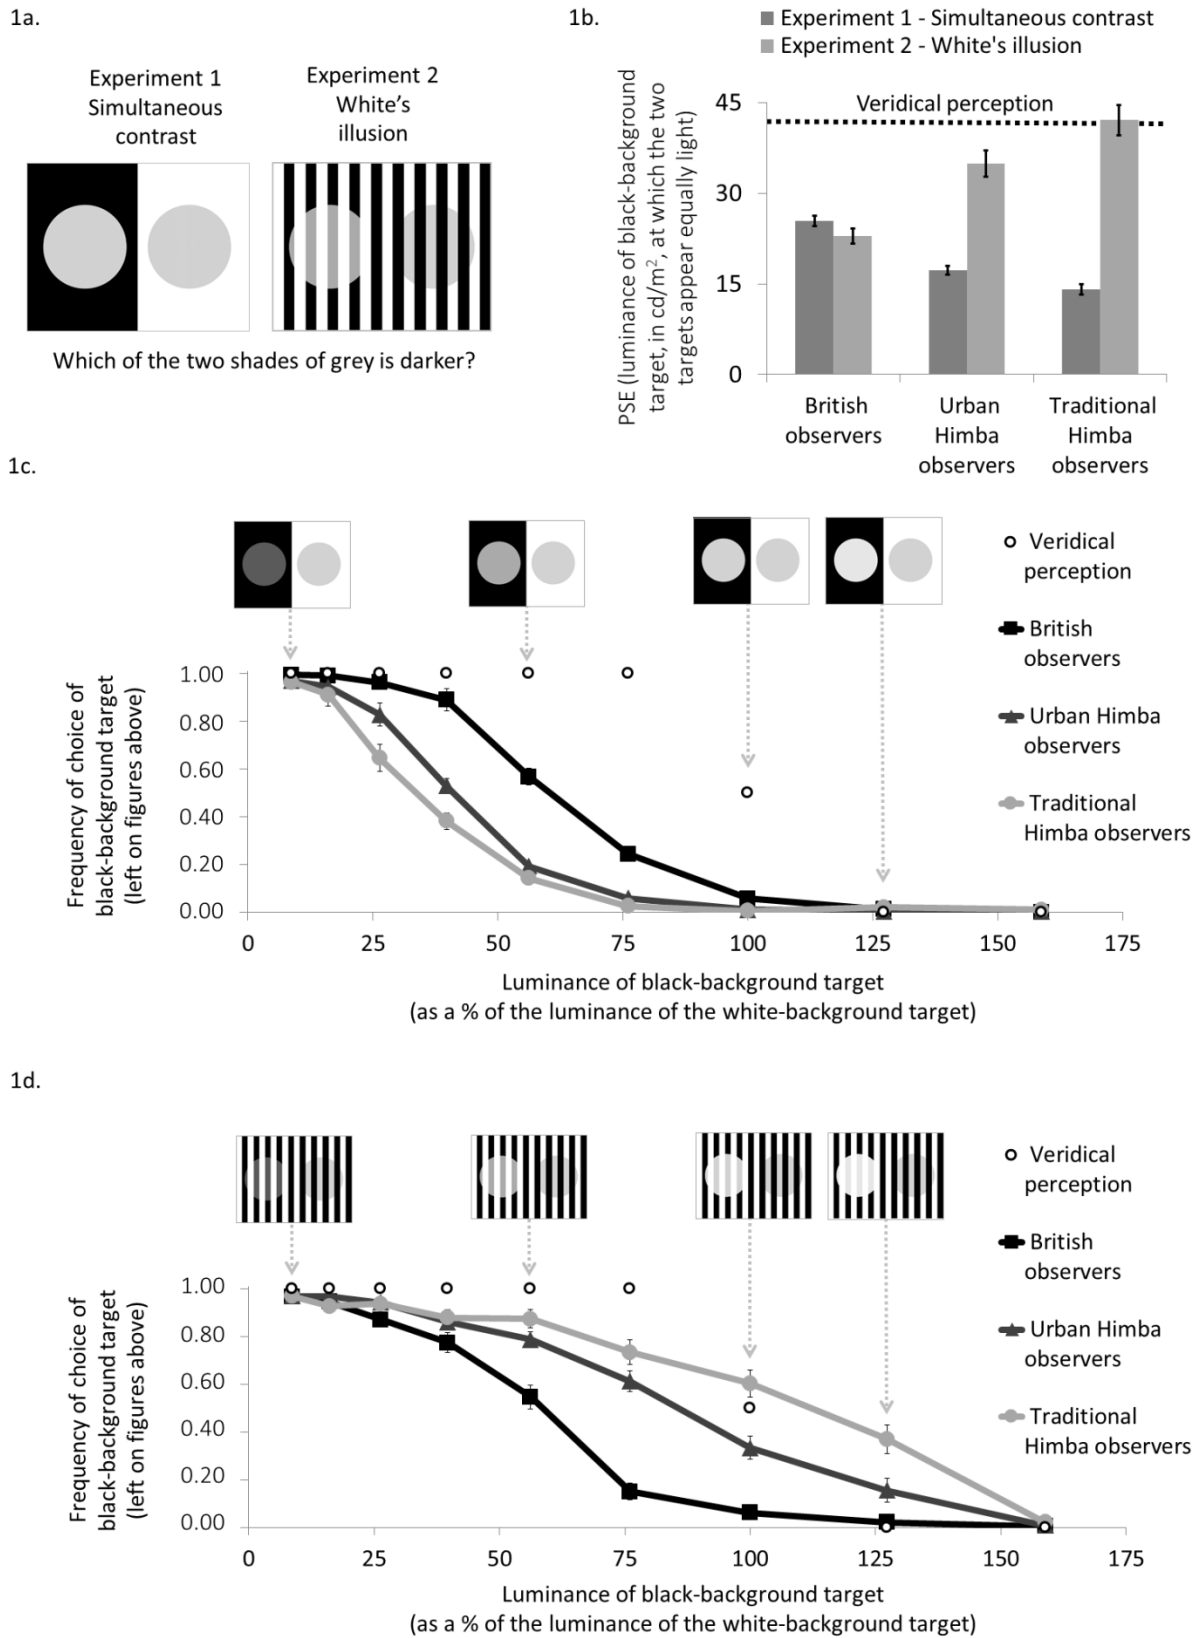 1a.
Experiment 1
Simultaneous
contrast
Experiment 2
White's
illusion
Which of the two shades of grey is darker?
1b.
Experiment 1 - Simultaneous contrast
Experiment 2 - White's illusion
PSE (luminance of black-background
target, in cd/m², at which the two
targets appear equally light)
45
30
15
0
Veridical perception
British
observers
Urban
Himba
observers
Traditional
Himba
observers
1c.
Frequency of choice of
black-background target
(left on figures above)
1.00
0.80
0.60
0.40
0.20
0.00
0 25 50 75 100 125 150 175
Luminance of black-background target
(as a % of the luminance of the white-background target)
Veridical
perception
British
observers
Urban Himba
observers
Traditional
Himba observers
1d.
Frequency of choice of
black-background target
(left on figures above)
1.00
0.80
0.60
0.40
0.20
0.00
0 25 50 75 100 125 150 175
Luminance of black-background target
(as a % of the luminance of the white-background target)
Veridical
perception
British
observers
Urban Himba
observers
Traditional
Himba observers